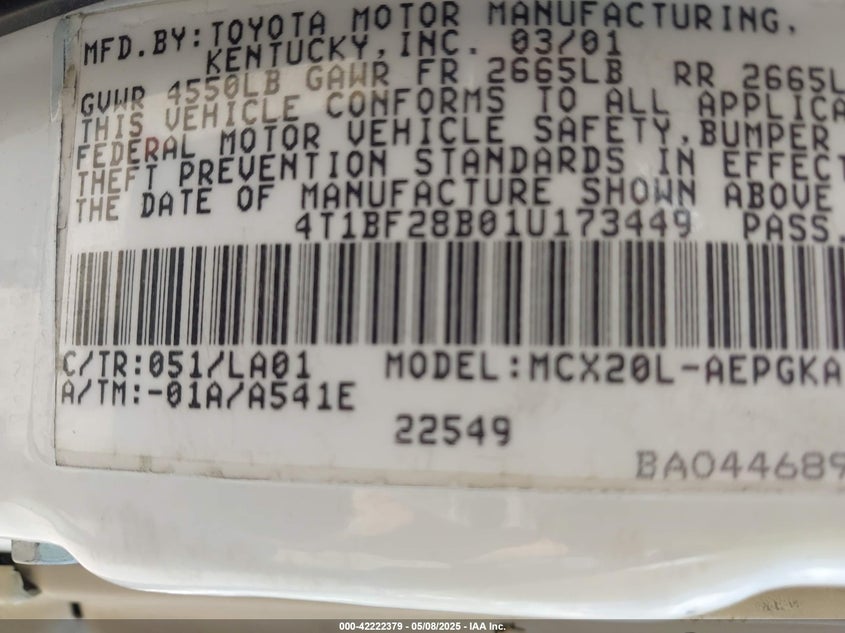 MFD.BY:TOYOTA MOTOR MANUFACTURING,
KENTUCKY,INC. 03/01
GVWR 4550LB GAWR FR 2665LB RR 2665L
THIS VEHICLE CONFORMS TO ALL APPLICA
FEDERAL MOTOR VEHICLE SAFETY,BUMPER
THEFT PREVENTION STANDARDS IN EFFECT
THE DATE OF MANUFACTURE SHOWN ABOVE
4T1BF28B01U173449 PASS.
C/TR:051/LA01 MODEL:MCX20L-AEPGKA
A/TM:-01A/A541E
22549
BA044689
000-42222379 - 05/08/2025 - IAA Inc.